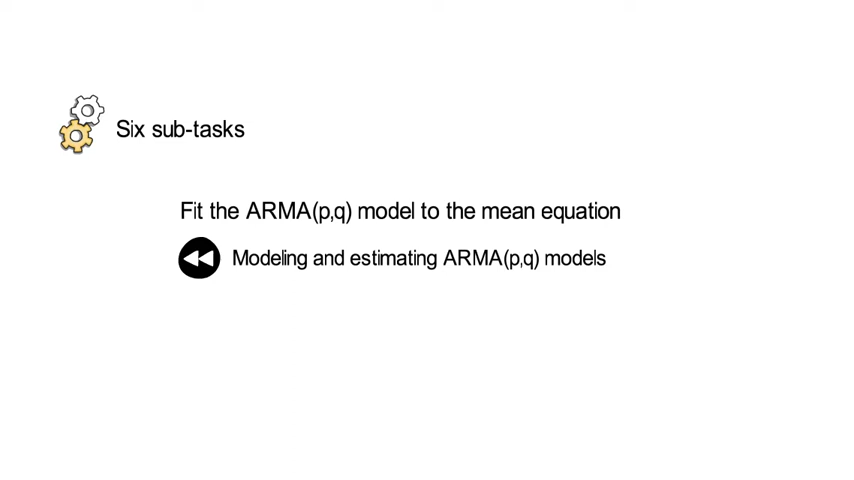 Six sub-tasks
Fit the ARMA(p,q) model to the mean equation
Modeling and estimating ARMA(p,q) models